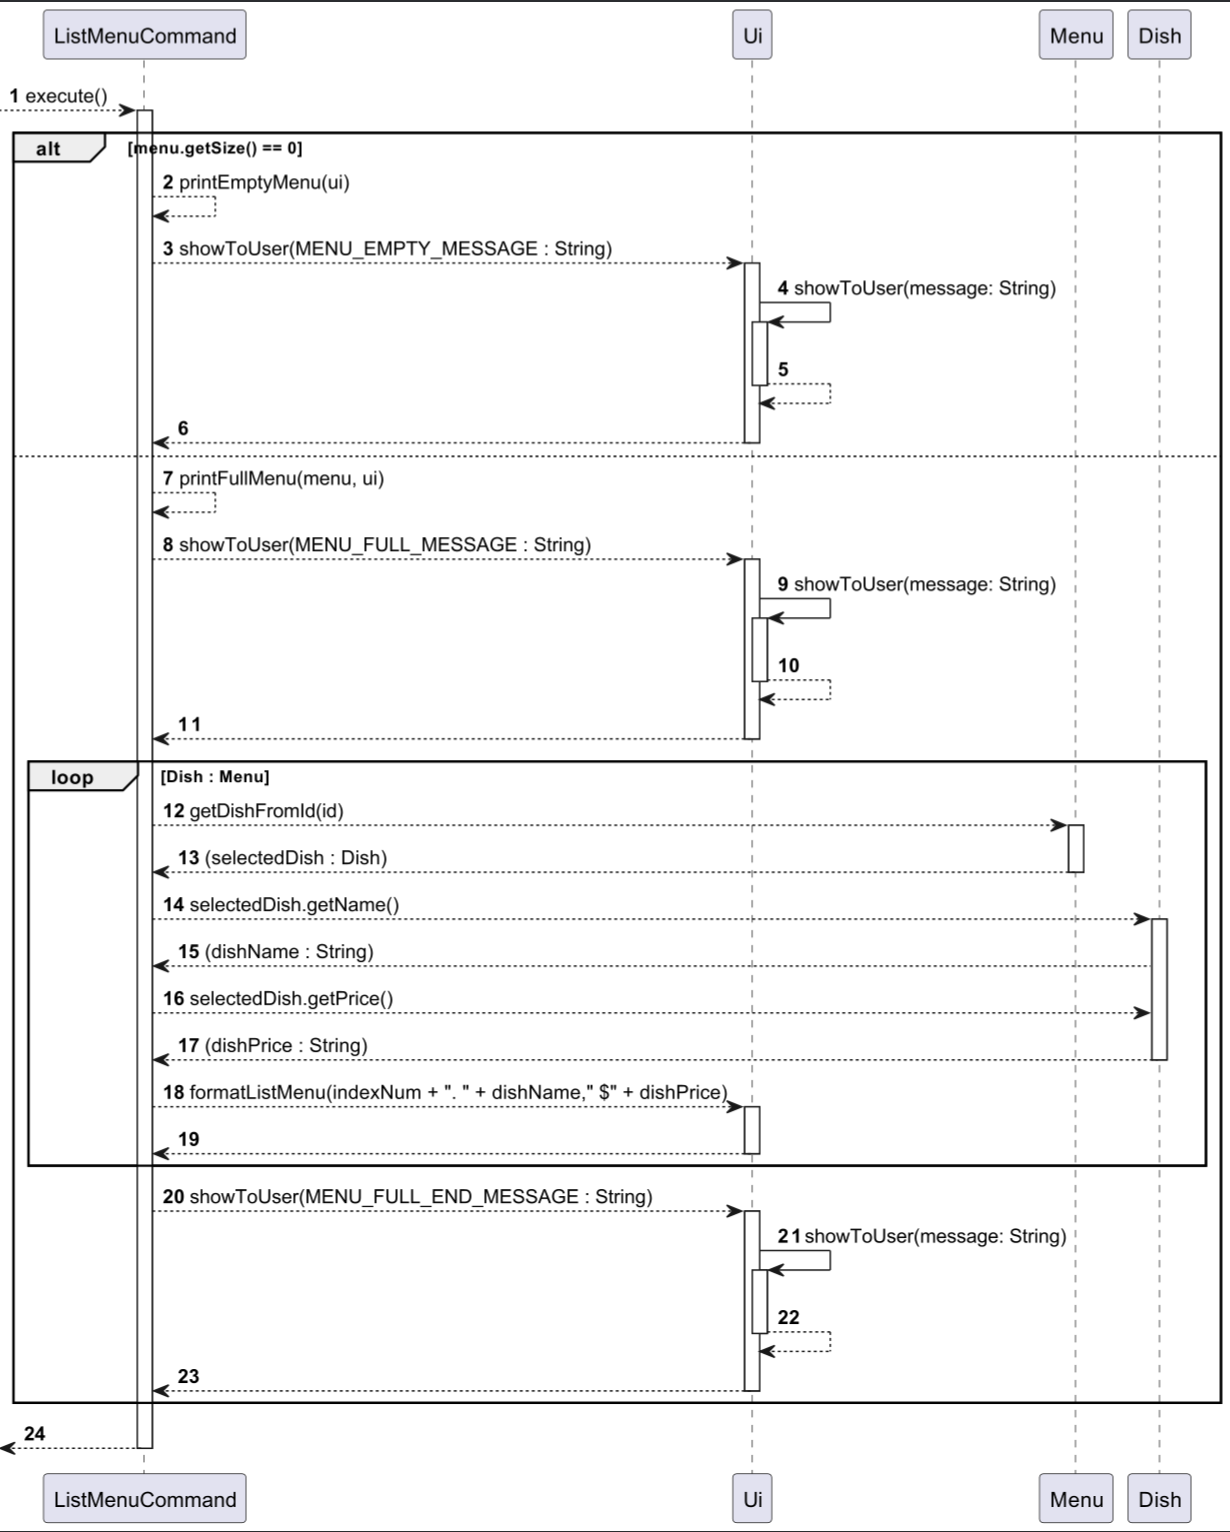 ListMenuCommand
Ui
Menu
Dish
1 execute()
alt
[menu.getSize() == 0]
2 printEmptyMenu(ui)
3 showToUser(MENU_EMPTY_MESSAGE : String)
4 showToUser(message: String)
5
6
7 printFullMenu(menu, ui)
8 showToUser(MENU_FULL_MESSAGE : String)
9 showToUser(message: String)
10
11
loop
[Dish : Menu]
12 getDishFromId(id)
13 (selectedDish : Dish)
14 selectedDish.getName()
15 (dishName : String)
16 selectedDish.getPrice()
17 (dishPrice : String)
18 formatListMenu(indexNum + ". " + dishName," $" + dishPrice)
19
20 showToUser(MENU_FULL_END_MESSAGE : String)
21 showToUser(message: String)
22
23
24
ListMenuCommand
Ui
Menu
Dish